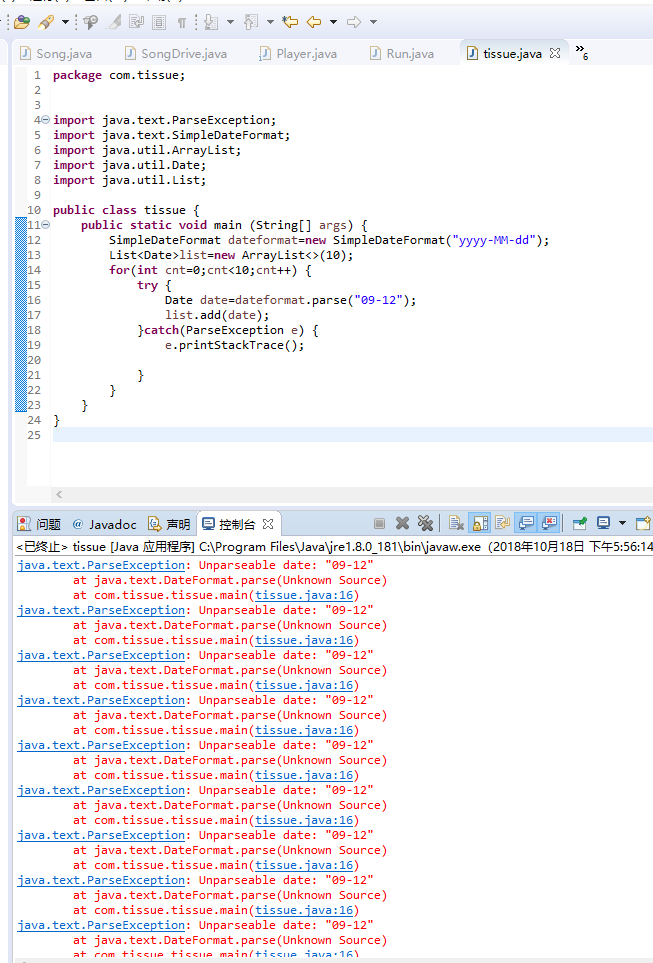 Song.java SongDrive.java Player.java Run.java tissue.java »6
1 package com.tissue;
2
3
4 import java.text.ParseException;
5 import java.text.SimpleDateFormat;
6 import java.util.ArrayList;
7 import java.util.Date;
8 import java.util.List;
9
10 public class tissue {
11 public static void main (String[] args) {
12 SimpleDateFormat dateformat=new SimpleDateFormat("yyyy-MM-dd");
13 List<Date>list=new ArrayList<>(10);
14 for(int cnt=0;cnt<10;cnt++) {
15 try {
16 Date date=dateformat.parse("09-12");
17 list.add(date);
18 }catch(ParseException e) {
19 e.printStackTrace();
20
21 }
22 }
23 }
24 }
25
问题 @ Javadoc 声明 控制台
<已终止> tissue [Java 应用程序] C:\Program Files\Java\jre1.8.0_181\bin\javaw.exe（2018年10月18日 下午5:56:14
java.text.ParseException: Unparseable date: "09-12"
at java.text.DateFormat.parse(Unknown Source)
at com.tissue.tissue.main(tissue.java:16)
java.text.ParseException: Unparseable date: "09-12"
at java.text.DateFormat.parse(Unknown Source)
at com.tissue.tissue.main(tissue.java:16)
java.text.ParseException: Unparseable date: "09-12"
at java.text.DateFormat.parse(Unknown Source)
at com.tissue.tissue.main(tissue.java:16)
java.text.ParseException: Unparseable date: "09-12"
at java.text.DateFormat.parse(Unknown Source)
at com.tissue.tissue.main(tissue.java:16)
java.text.ParseException: Unparseable date: "09-12"
at java.text.DateFormat.parse(Unknown Source)
at com.tissue.tissue.main(tissue.java:16)
java.text.ParseException: Unparseable date: "09-12"
at java.text.DateFormat.parse(Unknown Source)
at com.tissue.tissue.main(tissue.java:16)
java.text.ParseException: Unparseable date: "09-12"
at java.text.DateFormat.parse(Unknown Source)
at com.tissue.tissue.main(tissue.java:16)
java.text.ParseException: Unparseable date: "09-12"
at java.text.DateFormat.parse(Unknown Source)
at com.tissue.tissue.main(tissue.java:16)
java.text.ParseException: Unparseable date: "09-12"
at java.text.DateFormat.parse(Unknown Source)
at com.tissue.tissue.main(tissue.java:16)